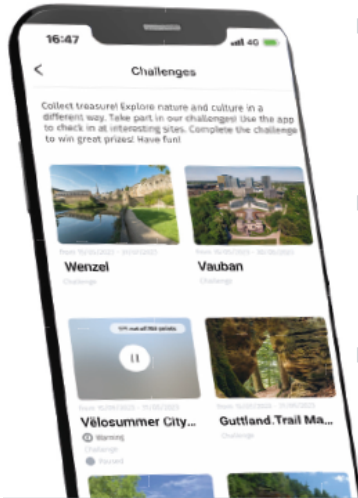 16:47
4G
Challenges
Collect treasure! Explore nature and culture in a
different way. Take part in our challenges! Use the app
to check in at interesting sites. Complete the challenge
to win great prizes! Have fun!
Wenzel
Challenge
Vauban
Challenge
Vëlosummer City...
Warning
Challenge
Paused
Guttland.Trail Ma...
Challenge